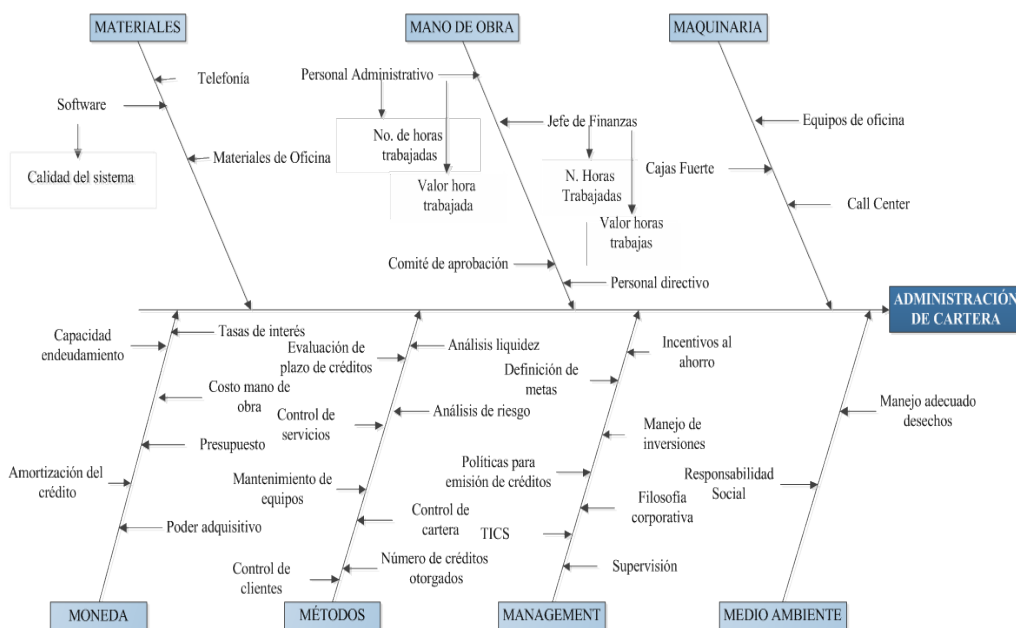 MATERIALES
MANO DE OBRA
MAQUINARIA
Telefonía
Software
Materiales de Oficina
Calidad del sistema
Personal Administrativo
No. de horas
trabajadas
Valor hora
trabajada
Jefe de Finanzas
N. Horas
Trabajadas
Valor horas
trabajas
Comité de aprobación
Personal directivo
Equipos de oficina
Cajas Fuerte
Call Center
ADMINISTRACIÓN
DE CARTERA
Tasas de interés
Capacidad
endeudamiento
Costo mano de
obra
Presupuesto
Amortización del
crédito
Poder adquisitivo
Análisis liquidez
Evaluación de
plazo de créditos
Análisis de riesgo
Control de
servicios
Mantenimiento de
equipos
Control de
cartera
Número de créditos
otorgados
Control de
clientes
Incentivos al
ahorro
Definición de
metas
Manejo de
inversiones
Políticas para
emisión de créditos
Filosofía
corporativa
TICS
Supervisión
Manejo adecuado
desechos
Responsabilidad
Social
MONEDA
MÉTODOS
MANAGEMENT
MEDIO AMBIENTE